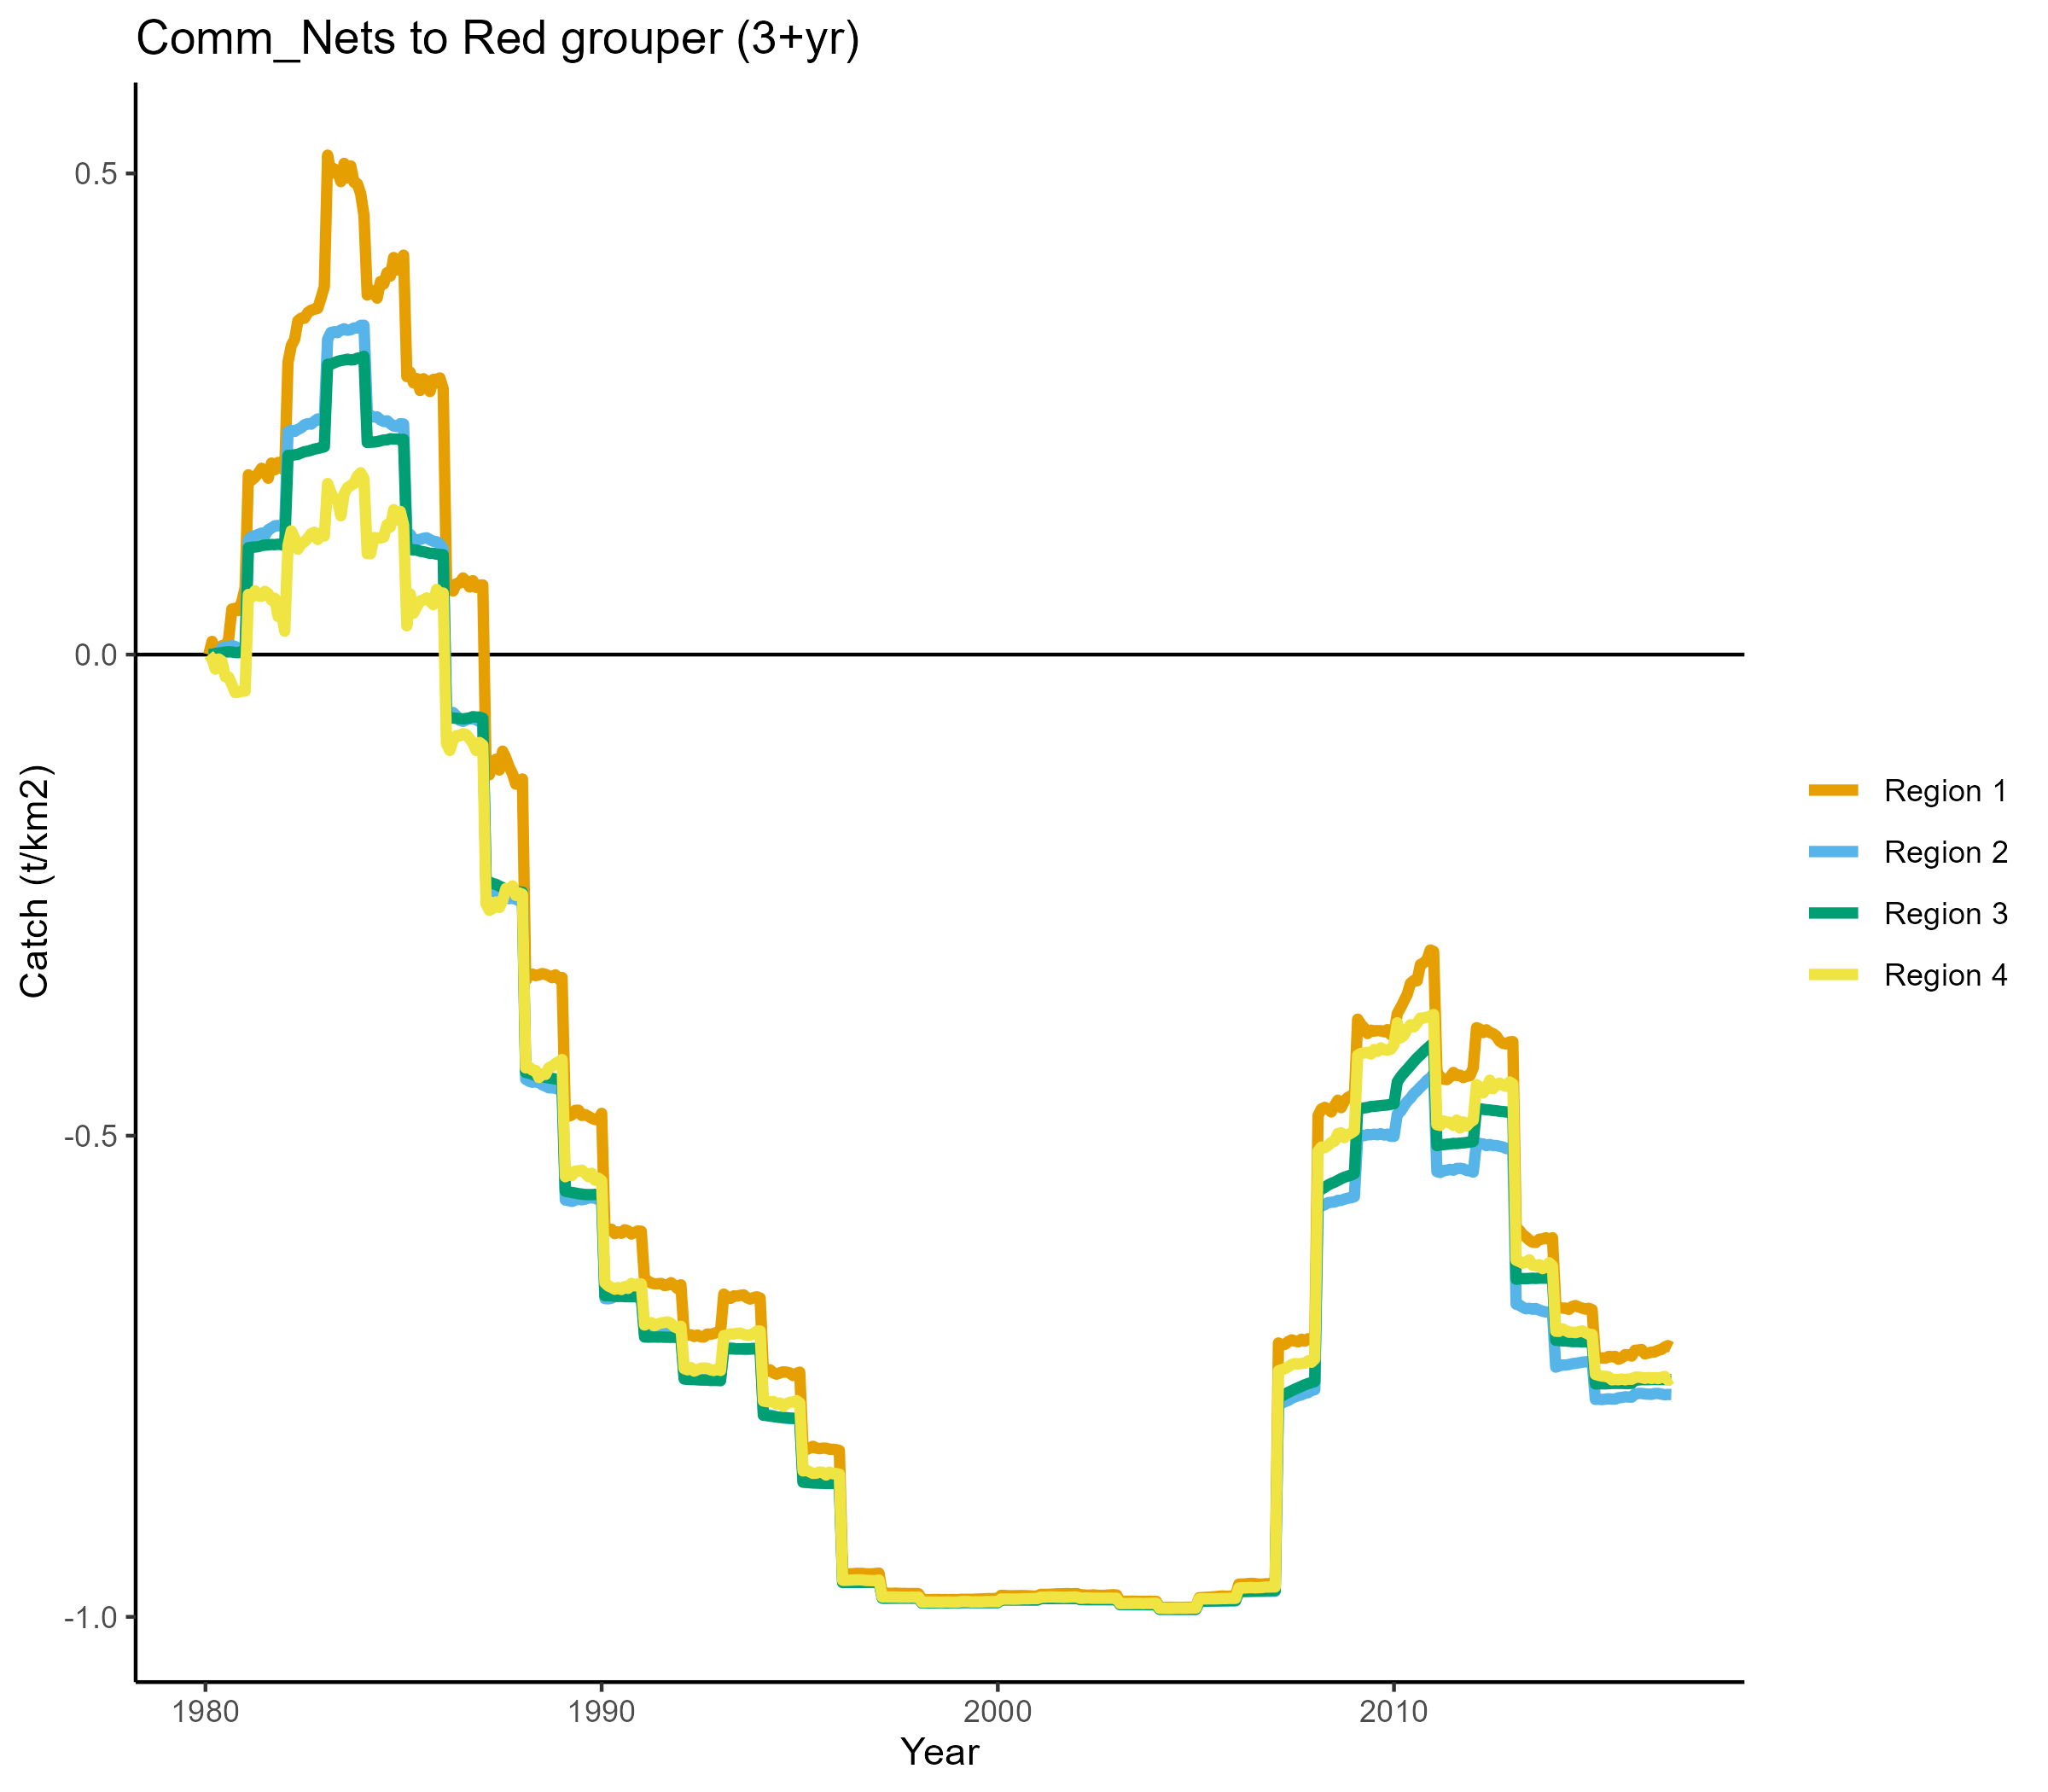 Comm_Nets to Red grouper (3+yr)
0.5
0.0
-0.5
-1.0
Catch (t/km2)
1980
1990
2000
2010
Year
Region 1
Region 2
Region 3
Region 4